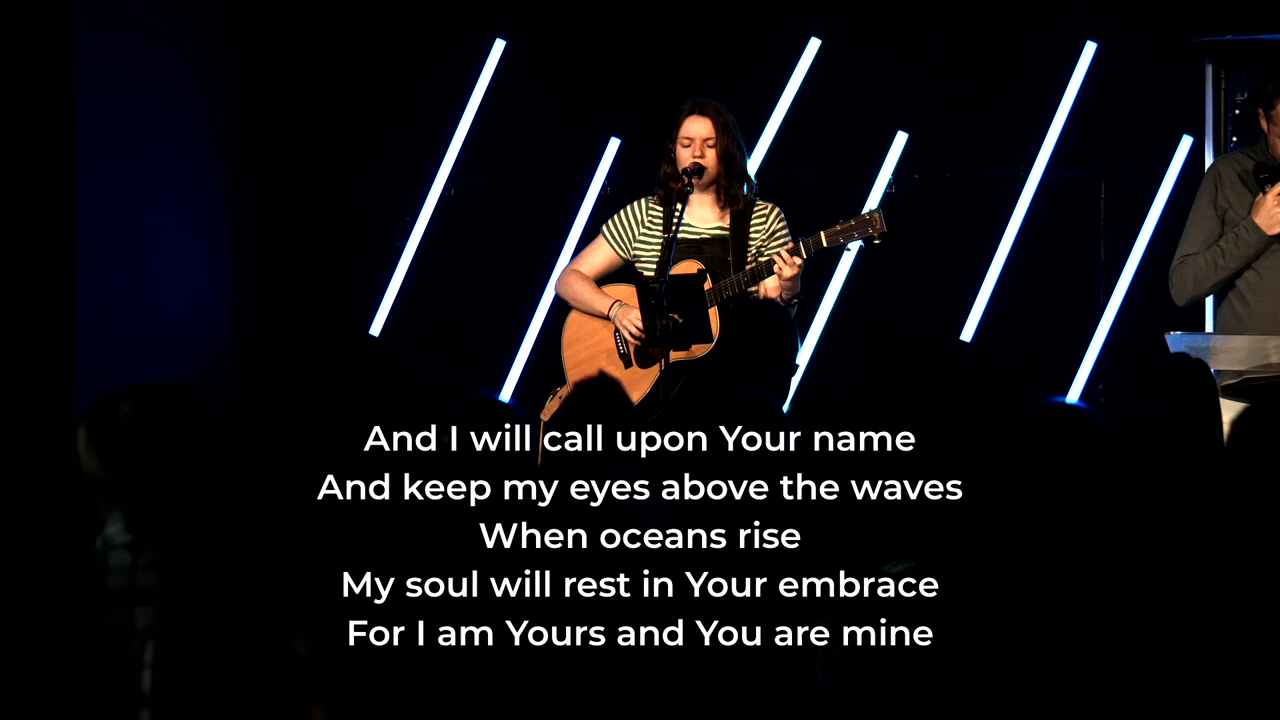 And I will call upon Your name
And keep my eyes above the waves
When oceans rise
My soul will rest in Your embrace
For I am Yours and You are mine